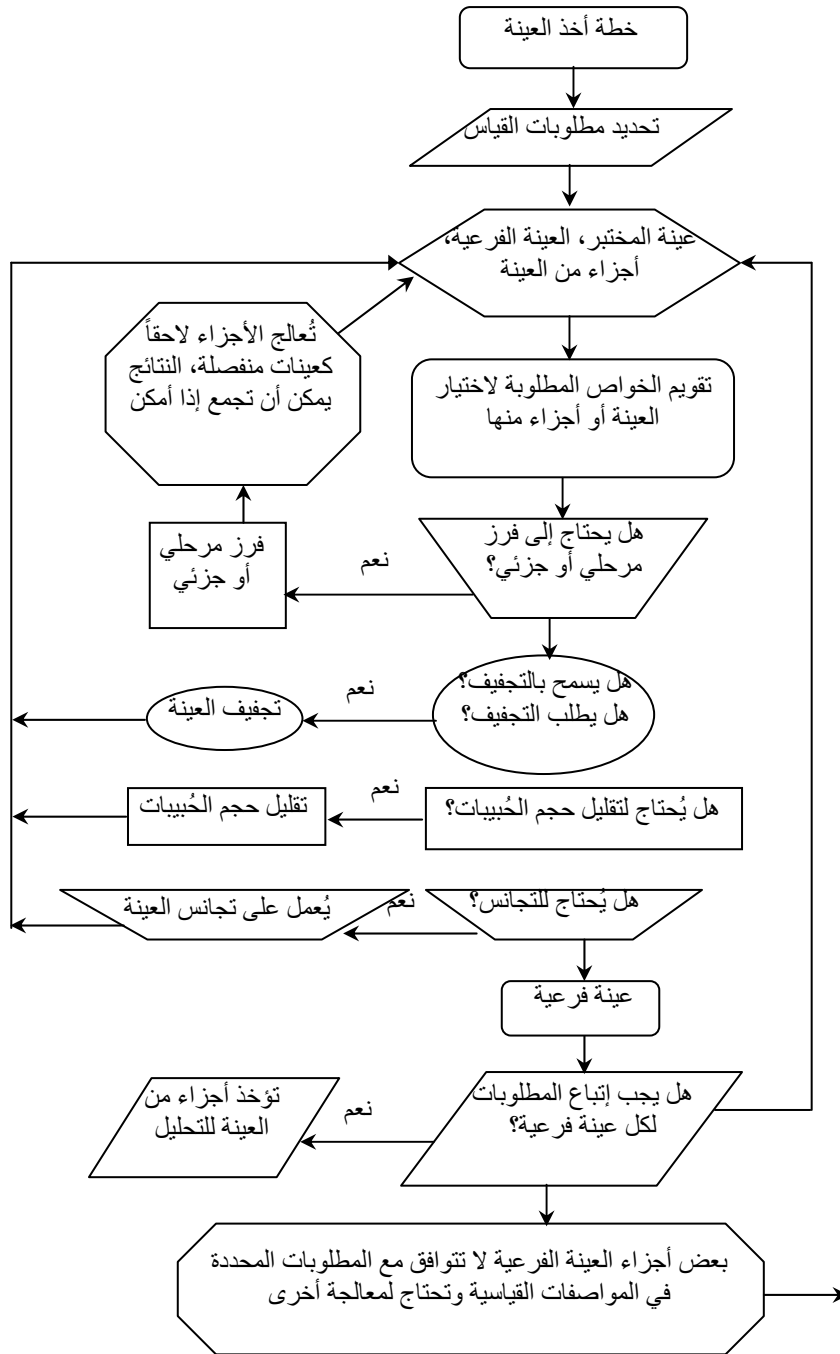 خطة أخذ العينة
تحديد مطلوبات القياس
عينة المختبر، العينة الفرعية،
أجزاء من العينة
تُعالج الأجزاء لاحقاً
كعينات منفصلة، النتائج
يمكن أن تجمع إذا أمكن
تقويم الخواص المطلوبة لاختيار
العينة أو أجزاء منها
هل يحتاج إلى فرز
مرحلي أو جزئي؟
نعم
فرز مرحلي
أو جزئي
هل يسمح بالتجفيف؟
هل يطلب التجفيف؟
نعم
تجفيف العينة
هل يُحتاج لتقليل حجم الحُبيبات؟
نعم
تقليل حجم الحُبيبات
هل يُحتاج للتجانس؟
نعم
يُعمل على تجانس العينة
عينة فرعية
هل يجب إتباع المطلوبات
لكل عينة فرعية؟
نعم
تؤخذ أجزاء من
العينة للتحليل
بعض أجزاء العينة الفرعية لا تتوافق مع المطلوبات المحددة
في المواصفات القياسية وتحتاج لمعالجة أخرى